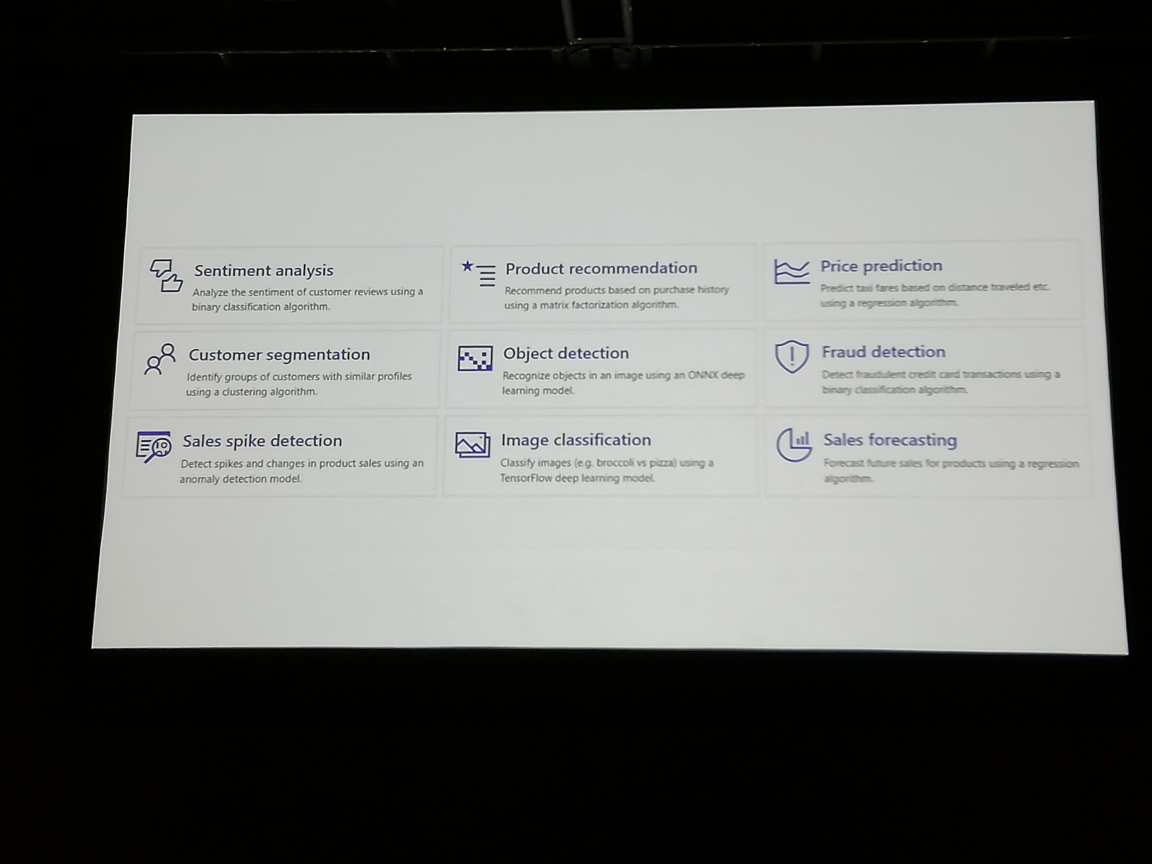 Sentiment analysis
Analyze the sentiment of customer reviews using a
binary classification algorithm.
Product recommendation
Recommend products based on purchase history
using a matrix factorization algorithm.
Price prediction
Predict taxi fares based on distance traveled etc.
using a regression algorithm.
Customer segmentation
Identify groups of customers with similar profiles
using a clustering algorithm.
Object detection
Recognize objects in an image using an ONNX deep
learning model.
Fraud detection
Detect fraudulent credit card transactions using a
binary classification algorithm.
Sales spike detection
Detect spikes and changes in product sales using an
anomaly detection model.
Image classification
Classify images (e.g. broccoli vs pizza) using a
TensorFlow deep learning model.
Sales forecasting
Forecast future sales for products using a regression
algorithm.